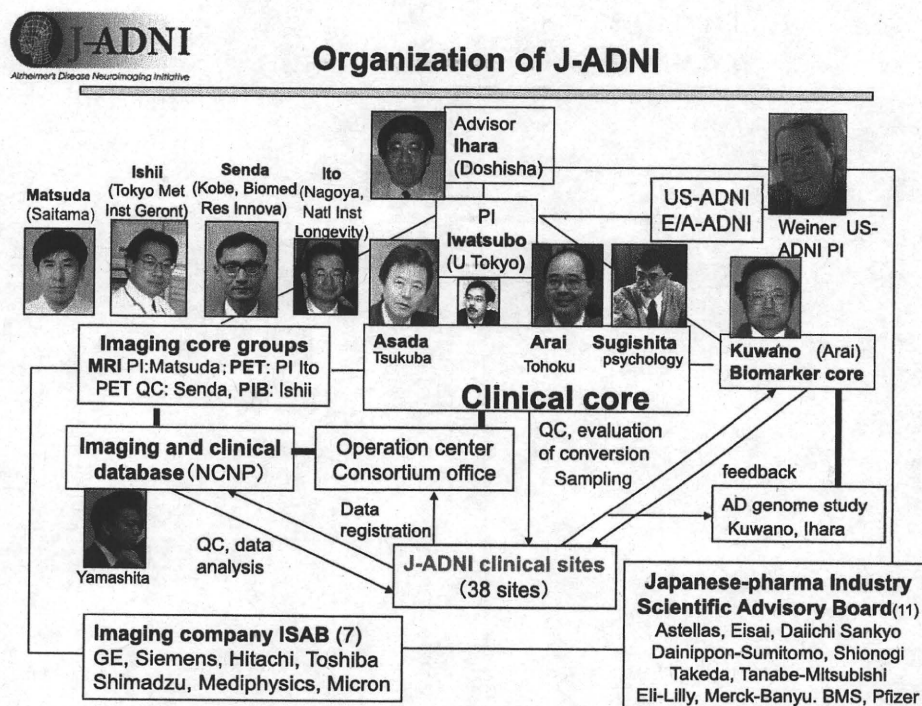 J-ADNI
Alzheimer's Disease Neuroimaging Initiative
Organization of J-ADNI
Advisor
Ihara
(Doshisha)
Matsuda
(Saitama)
Ishii
(Tokyo Met
Inst Geront)
Senda
(Kobe, Biomed
Res Innova)
Ito
(Nagoya,
Natl Inst
Longevity)
PI
Iwatsubo
(U Tokyo)
US-ADNI
E/A-ADNI
Weiner US-
ADNI PI
Imaging core groups
MRI PI:Matsuda; PET: PI Ito
PET QC: Senda, PIB: Ishii
Asada
Tsukuba
Arai
Tohoku
Sugishita
psychology
Clinical core
Kuwano (Arai)
Biomarker core
Imaging and clinical
database (NCNP)
Operation center
Consortium office
QC, evaluation
of conversion
Sampling
feedback
AD genome study
Kuwano, Ihara
Yamashita
QC, data
analysis
Data
registration
J-ADNI clinical sites
(38 sites)
Imaging company ISAB (7)
GE, Siemens, Hitachi, Toshiba
Shimadzu, Mediphysics, Micron
Japanese-pharma Industry
Scientific Advisory Board(11)
Astellas, Eisai, Daiichi Sankyo
Dainippon-Sumitomo, Shionogi
Takeda, Tanabe-Mitsubishi
Eli-Lilly, Merck-Banyu. BMS, Pfizer